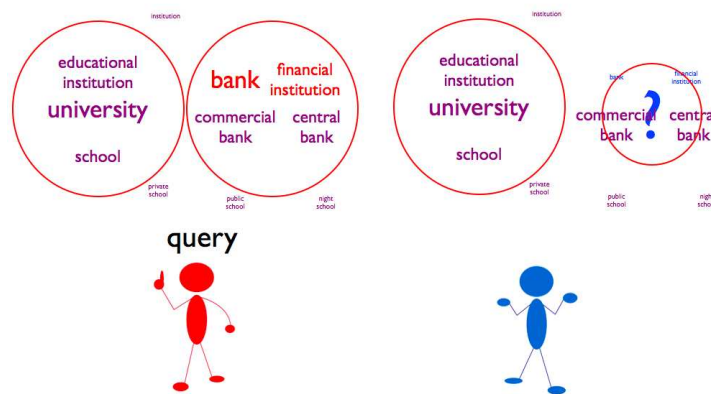 institution
educational
institution
university
school
private
school
bank
financial
institution
commercial
bank
central
bank
public
school
night
school
query
institution
educational
institution
university
school
private
school
bank
financial
institution
?
commercial
bank
central
bank
public
school
night
school